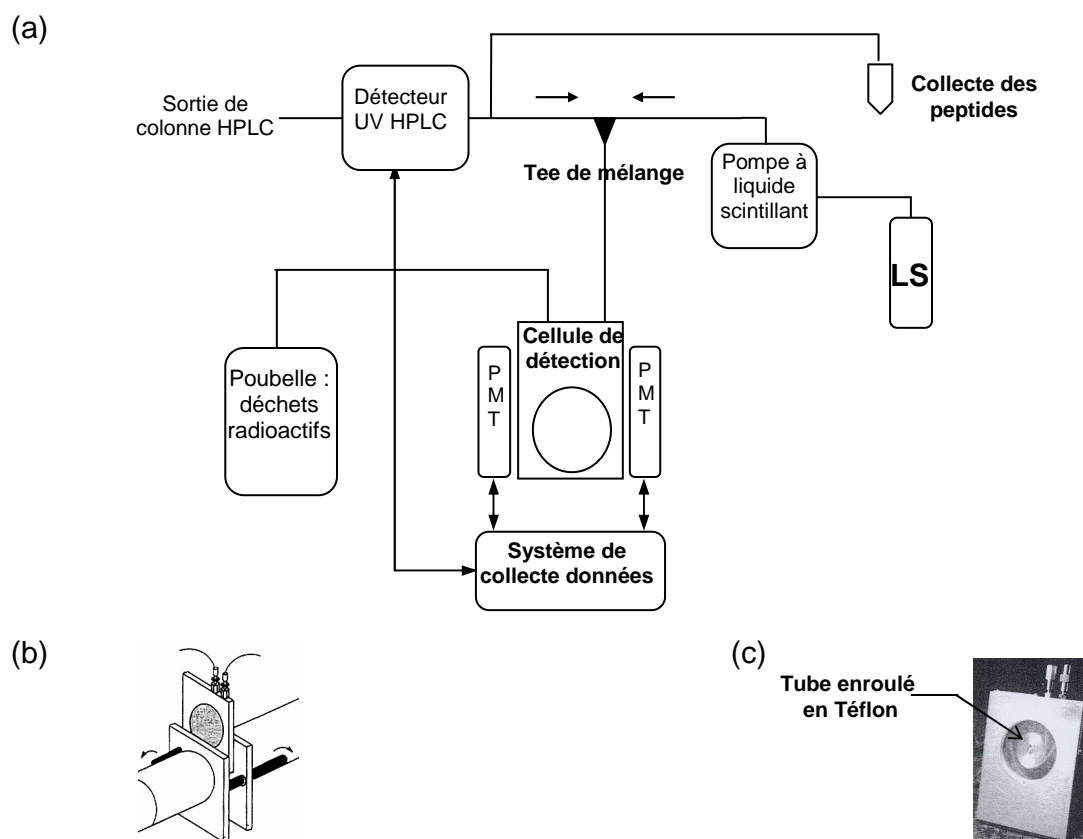 (a)
Sortie de
colonne HPLC
Détecteur
UV HPLC
Collecte des
peptides
Tee de mélange
Pompe à
liquide
scintillant
LS
Cellule de
détection
P
M
T
P
M
T
Poubelle :
déchets
radioactifs
Système de
collecte données
(b)
(c)
Tube enroulé
en Téflon